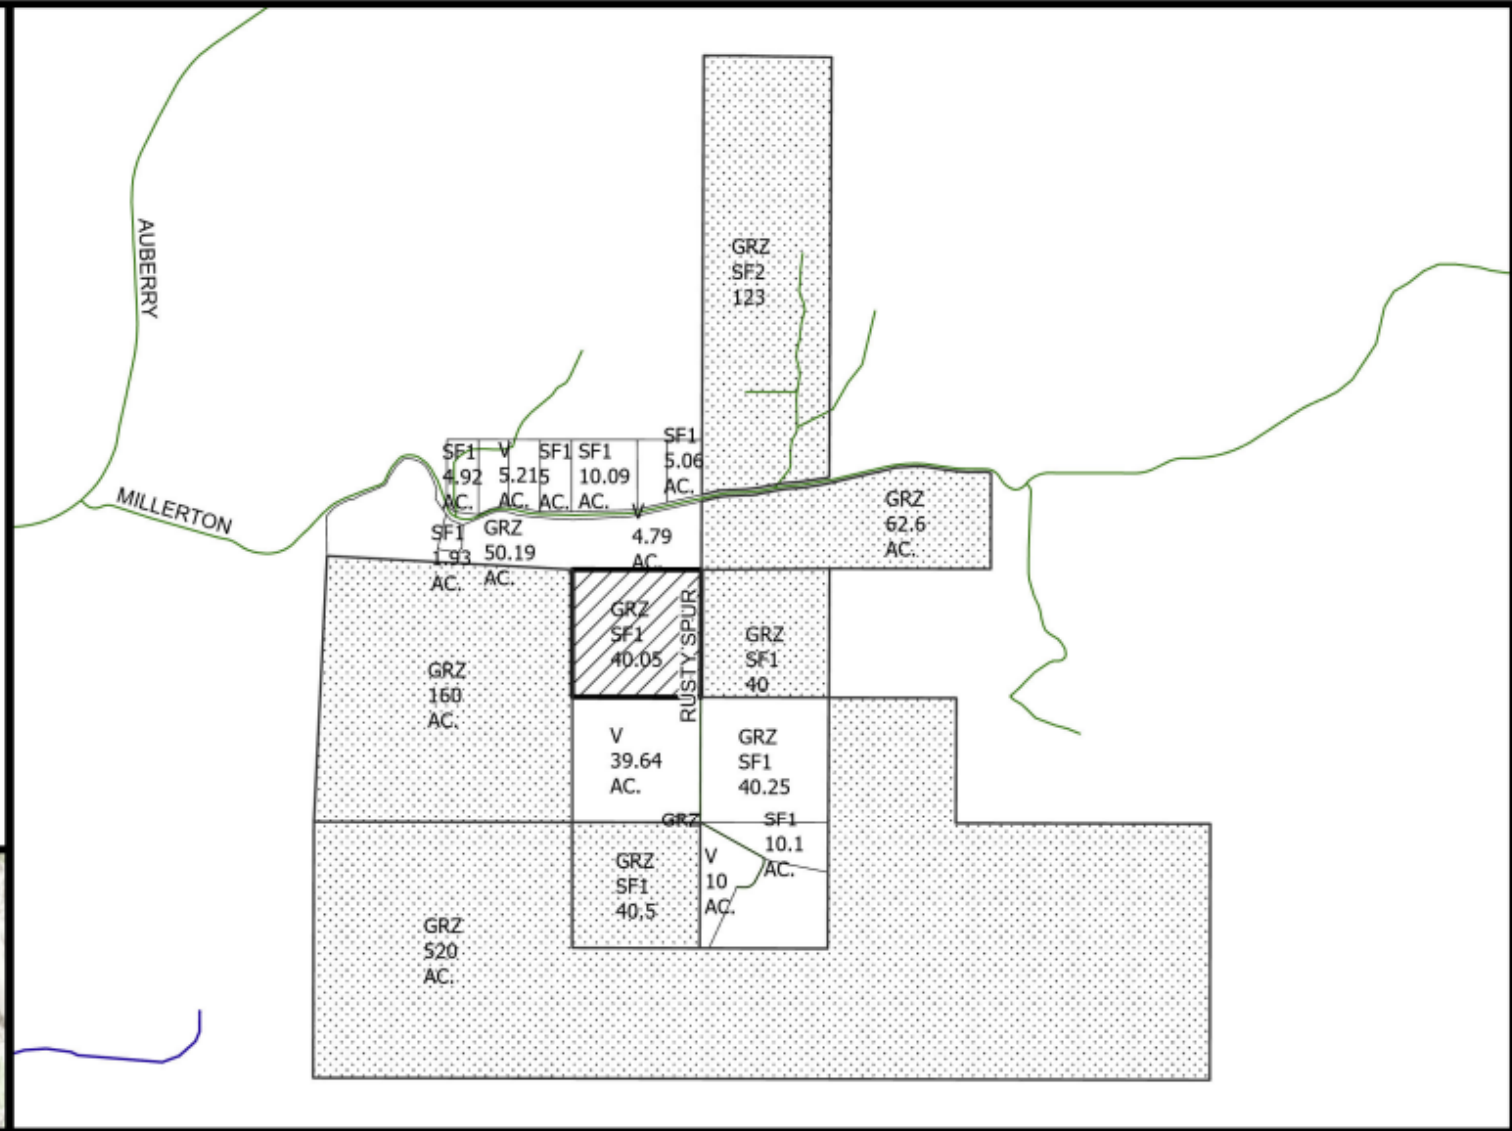 AUBERRY
MILLERTON
GRZ
SF2
123
SF1
4.92
AC.
V
5.21
AC.
SF1
5
AC.
SF1
10.09
AC.
SF1
5.06
AC.
SF1
1.93
AC.
GRZ
50.19
AC.
V
4.79
AC.
GRZ
62.6
AC.
GRZ
160
AC.
GRZ
SF1
40.05
RUSTY SPUR
GRZ
SF1
40
V
39.64
AC.
GRZ
SF1
40.25
GRZ
SF1
10.1
AC.
GRZ
SF1
40.5
V
10
AC.
GRZ
520
AC.